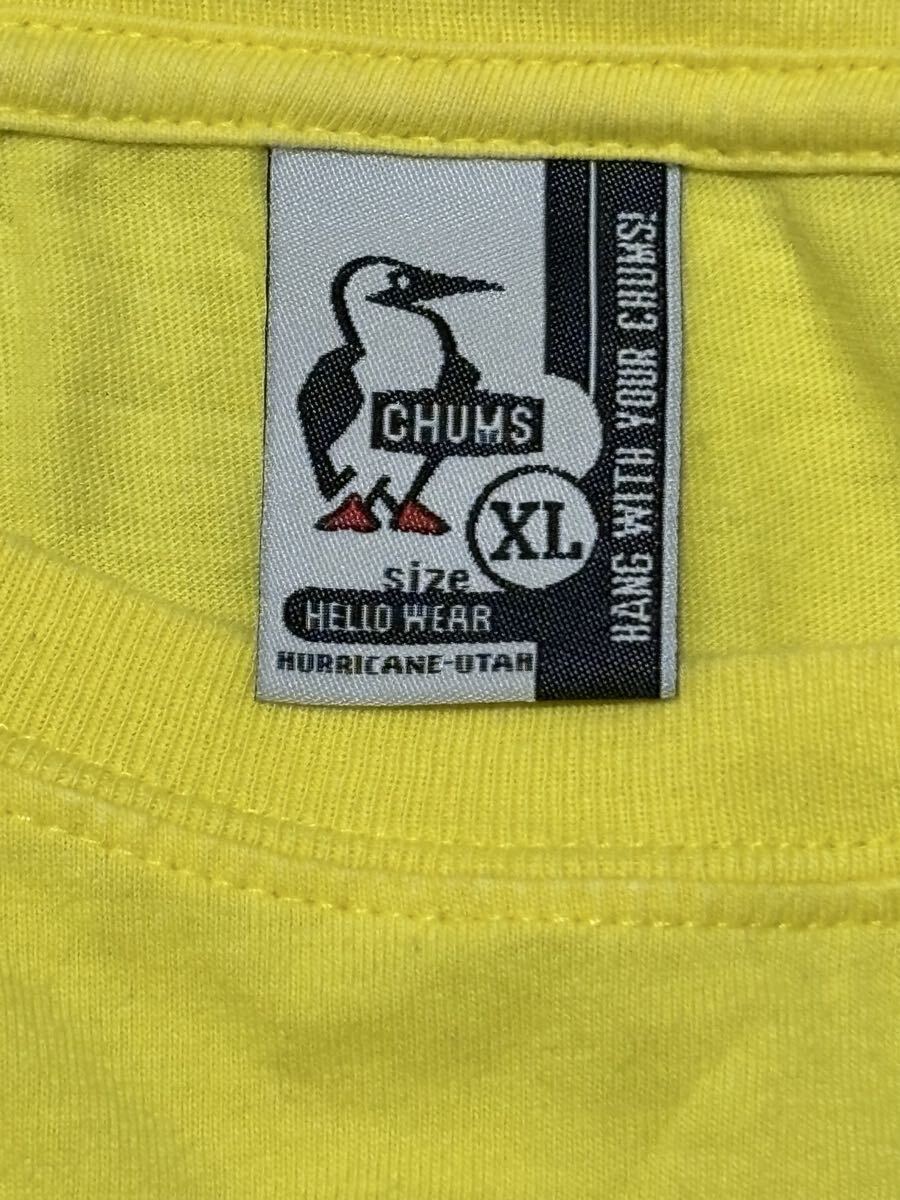 CHUMS
XL
size
HELLO WEAR
HURRICANE-UTAH
HANG WITH YOUR CHUMS!